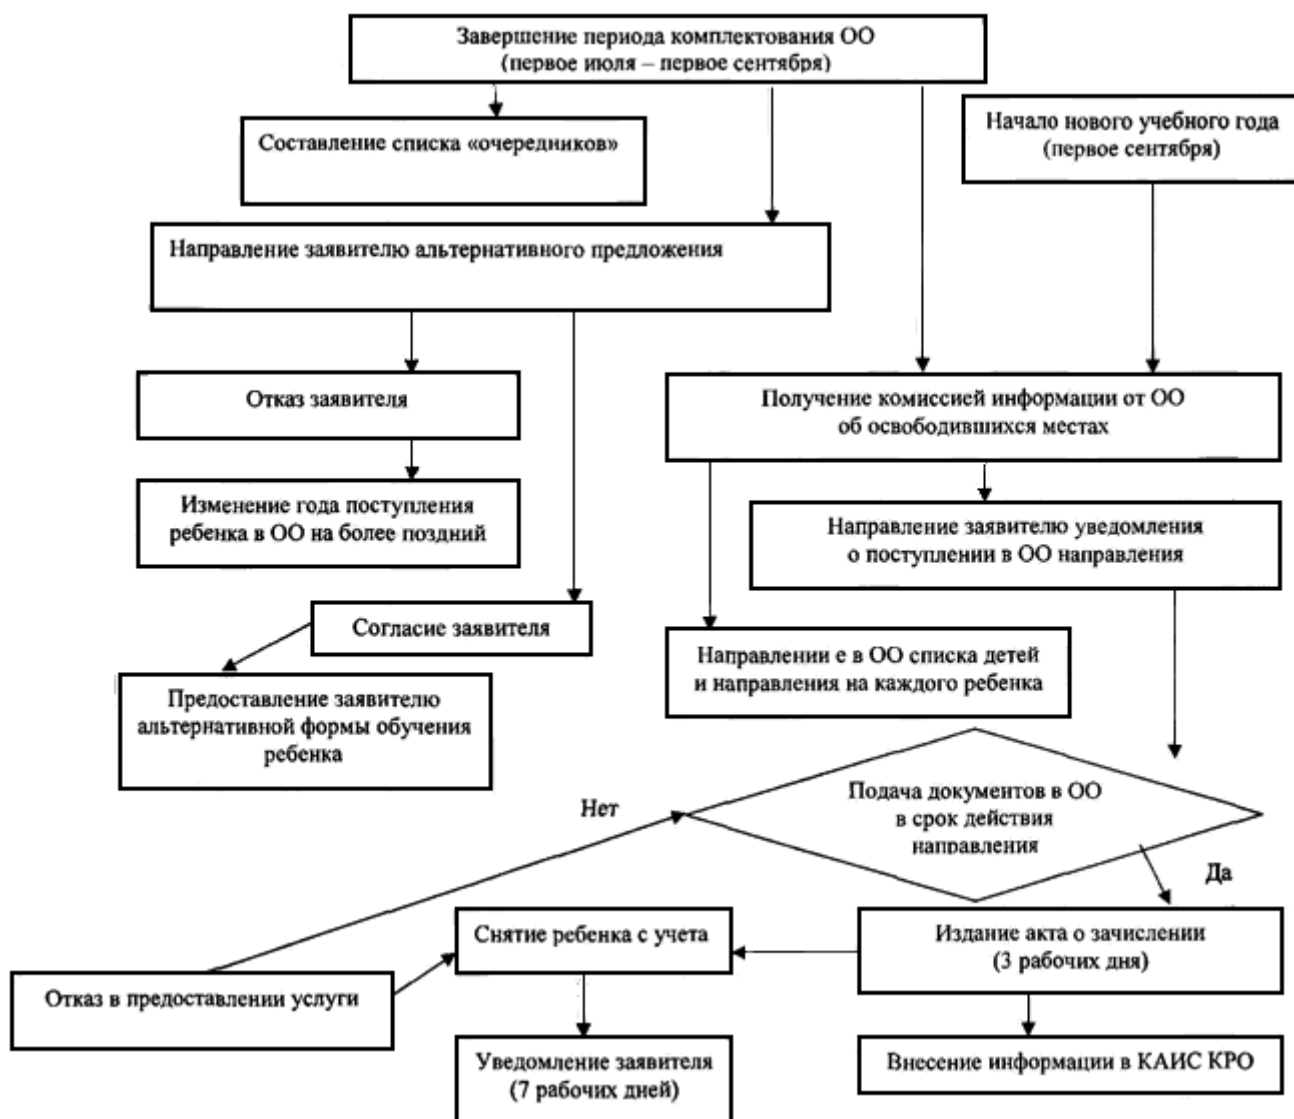 Завершение периода комплектования ОО
(первое июля – первое сентября)
Начало нового учебного года
(первое сентября)
Составление списка «очередников»
Направление заявителю альтернативного предложения
Отказ заявителя
Получение комиссией информации от ОО
об освободившихся местах
Изменение года поступления
ребенка в ОО на более поздний
Направление заявителю уведомления
о поступлении в ОО направления
Согласие заявителя
Направлении е в ОО списка детей
и направления на каждого ребенка
Предоставление заявителю
альтернативной формы обучения
ребенка
Подача документов в ОО
в срок действия
направления
Нет
Да
Снятие ребенка с учета
Издание акта о зачислении
(3 рабочих дня)
Отказ в предоставлении услуги
Уведомление заявителя
(7 рабочих дней)
Внесение информации в КАИС КРО